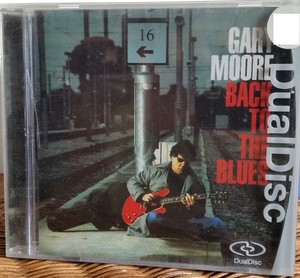 16
GARY
MOORE
BACK
TO
THE
BLUES
DualDisc
DualDisc